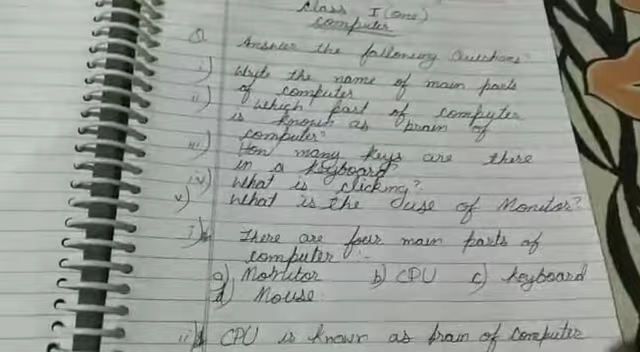 Class I (one)
Computer
Q Answer the following Questions?
i) Write the name of main parts
of computer
ii) Which part of computer
is known as brain of
computer?
iii) How many keys are there
in a keyboard?
iv) What is clicking?
v) What is the use of Monitor?
I) There are four main parts of
computer :-
a) Monitor b) CPU c) Keyboard
d) Mouse.
ii) CPU is known as brain of computer